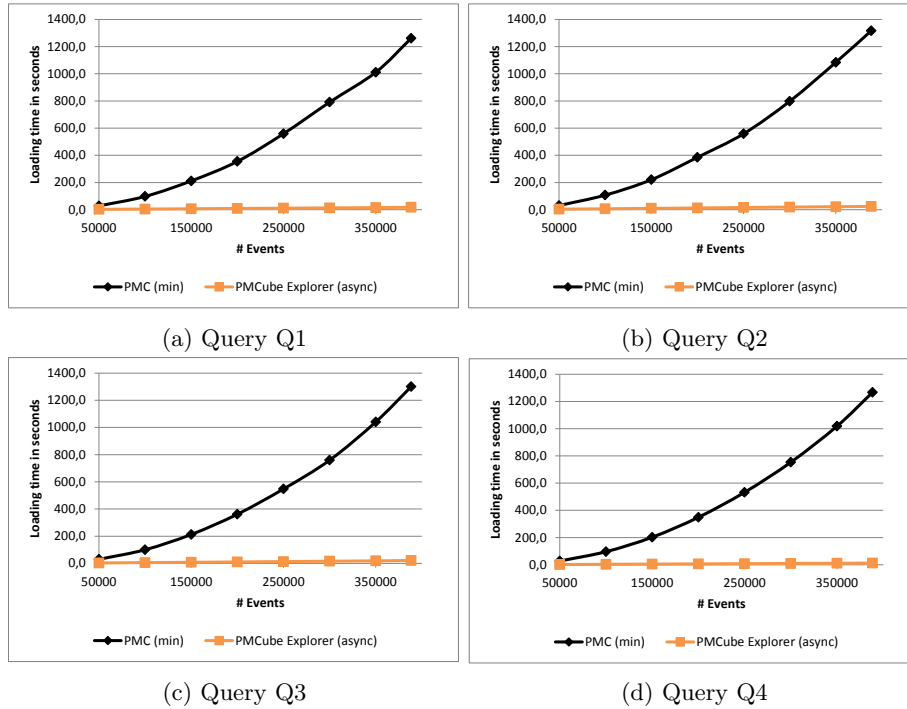 1400,0
1200,0
1000,0
800,0
600,0
400,0
200,0
0,0
Loading time in seconds
50000 150000 250000 350000
# Events
PMC (min) PMCube Explorer (async)
(a) Query Q1
1400,0
1200,0
1000,0
800,0
600,0
400,0
200,0
0,0
Loading time in seconds
50000 150000 250000 350000
# Events
PMC (min) PMCube Explorer (async)
(b) Query Q2
1400,0
1200,0
1000,0
800,0
600,0
400,0
200,0
0,0
Loading time in seconds
50000 150000 250000 350000
# Events
PMC (min) PMCube Explorer (async)
(c) Query Q3
1400,0
1200,0
1000,0
800,0
600,0
400,0
200,0
0,0
Loading time in seconds
50000 150000 250000 350000
# Events
PMC (min) PMCube Explorer (async)
(d) Query Q4